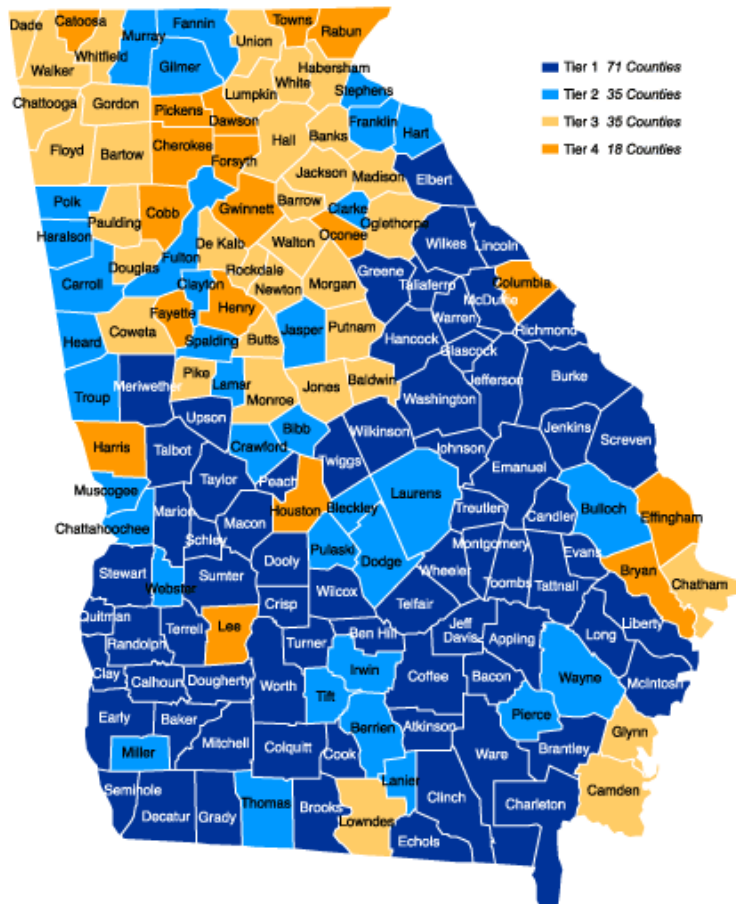 Dade
Catoosa
Fannin
Towns
Rabun
Murray
Union
Whitfield
Walker
Gilmer
Habersham
White
Tier 1 71 Counties
Tier 2 35 Counties
Tier 3 35 Counties
Tier 4 18 Counties
Chattooga
Gordon
Lumpkin
Stephens
Pickens
Dawson
Franklin
Hart
Floyd
Bartow
Cherokee
Forsyth
Hall
Banks
Jackson
Madison
Elbert
Polk
Paulding
Cobb
Gwinnett
Barrow
Clarke
Oglethorpe
Oconee
Haralson
De Kalb
Walton
Wilkes
Lincoln
Fulton
Douglas
Rockdale
Greene
Taliaferro
Columbia
Carroll
Clayton
Newton
Morgan
McDuffie
Fayette
Henry
Warren
Richmond
Heard
Coweta
Spalding
Butts
Jasper
Putnam
Hancock
Glascock
Troup
Meriwether
Pike
Lamar
Monroe
Jones
Baldwin
Washington
Jefferson
Burke
Upson
Bibb
Wilkinson
Harris
Talbot
Crawford
Twiggs
Johnson
Jenkins
Screven
Emanuel
Taylor
Peach
Muscogee
Laurens
Marion
Macon
Houston
Bleckley
Treutlen
Candler
Bulloch
Effingham
Chattahoochee
Schley
Pulaski
Dodge
Montgomery
Evans
Stewart
Webster
Sumter
Dooly
Wheeler
Toombs
Tattnall
Bryan
Chatham
Crisp
Wilcox
Telfair
Quitman
Randolph
Terrell
Lee
Turner
Ben Hill
Jeff
Davis
Appling
Long
Liberty
Clay
Calhoun
Dougherty
Worth
Irwin
Coffee
Bacon
Wayne
McIntosh
Tift
Early
Baker
Mitchell
Berrien
Atkinson
Pierce
Miller
Colquitt
Cook
Ware
Brantley
Glynn
Seminole
Thomas
Brooks
Lanier
Clinch
Charleton
Camden
Decatur
Grady
Lowndes
Echols